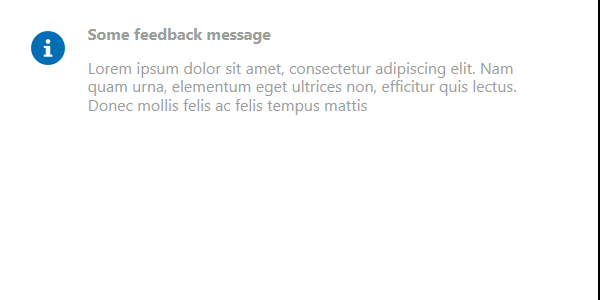 Some feedback message
Lorem ipsum dolor sit amet, consectetur adipiscing elit. Nam
quam urna, elementum eget ultrices non, efficitur quis lectus.
Donec mollis felis ac felis tempus mattis